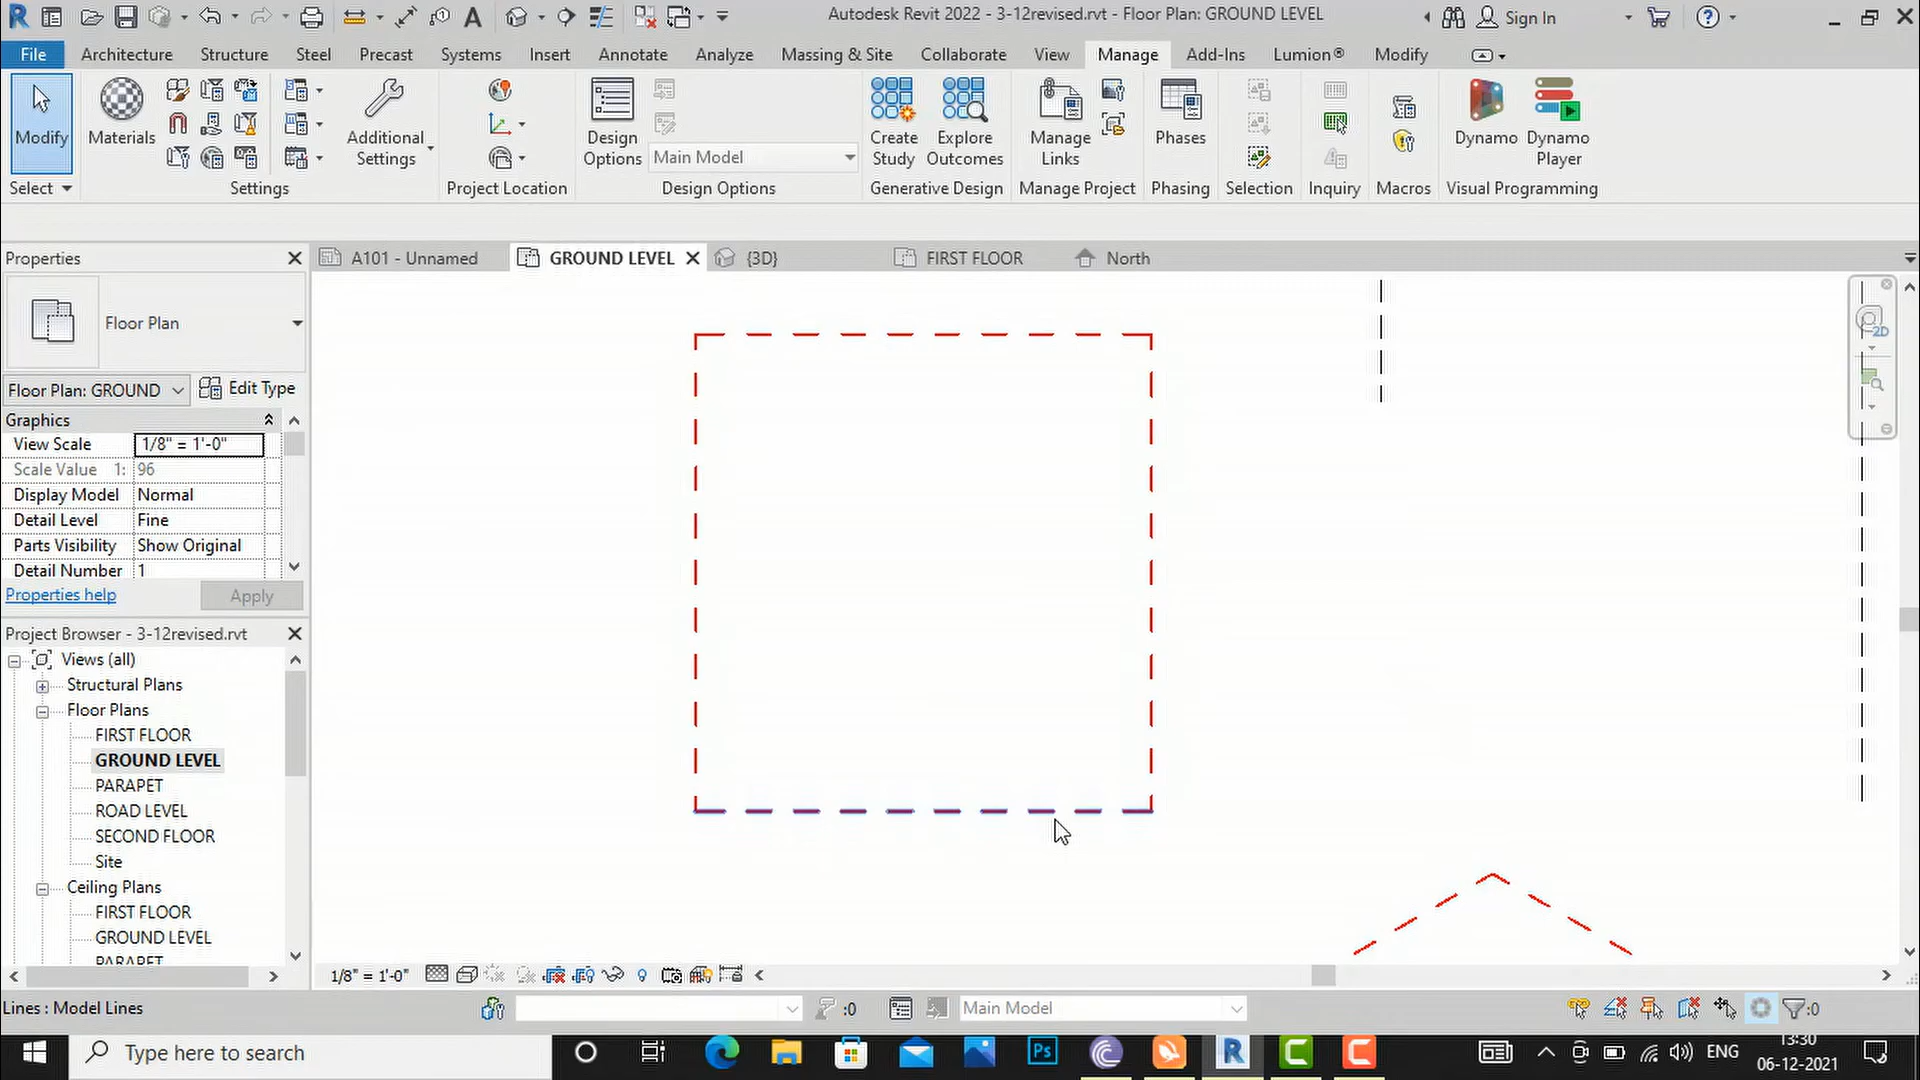 Autodesk Revit 2022 - 3-12revised.rvt - Floor Plan: GROUND LEVEL
Sign In
File Architecture Structure Steel Precast Systems Insert Annotate Analyze Massing & Site Collaborate View Manage Add-Ins Lumion® Modify
Modify
Materials
Additional
Settings
Design
Options
Main Model
Create
Study
Explore
Outcomes
Manage
Links
Phases
Dynamo
Dynamo
Player
Select Settings Project Location Design Options Generative Design Manage Project Phasing Selection Inquiry Macros Visual Programming
Properties
A101 - Unnamed GROUND LEVEL {3D} FIRST FLOOR North
2D
Floor Plan
Floor Plan: GROUND Edit Type
Graphics
View Scale 1/8" = 1'-0"
Scale Value 1: 96
Display Model Normal
Detail Level Fine
Parts Visibility Show Original
Detail Number 1
Properties help Apply
Project Browser - 3-12revised.rvt
Views (all)
Structural Plans
Floor Plans
FIRST FLOOR
GROUND LEVEL
PARAPET
ROAD LEVEL
SECOND FLOOR
Site
Ceiling Plans
FIRST FLOOR
GROUND LEVEL
PARAPET
1/8" = 1'-0"
Lines : Model Lines
:0
Main Model
:0
Type here to search
Ps
ENG
13:30
06-12-2021